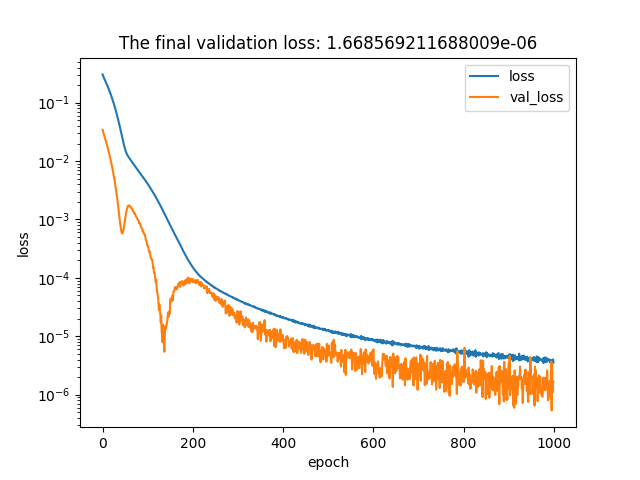 The final validation loss: 1.668569211688009e-06
loss
val_loss
10⁻¹
10⁻²
10⁻³
10⁻⁴
10⁻⁵
10⁻⁶
loss
0 200 400 600 800 1000
epoch